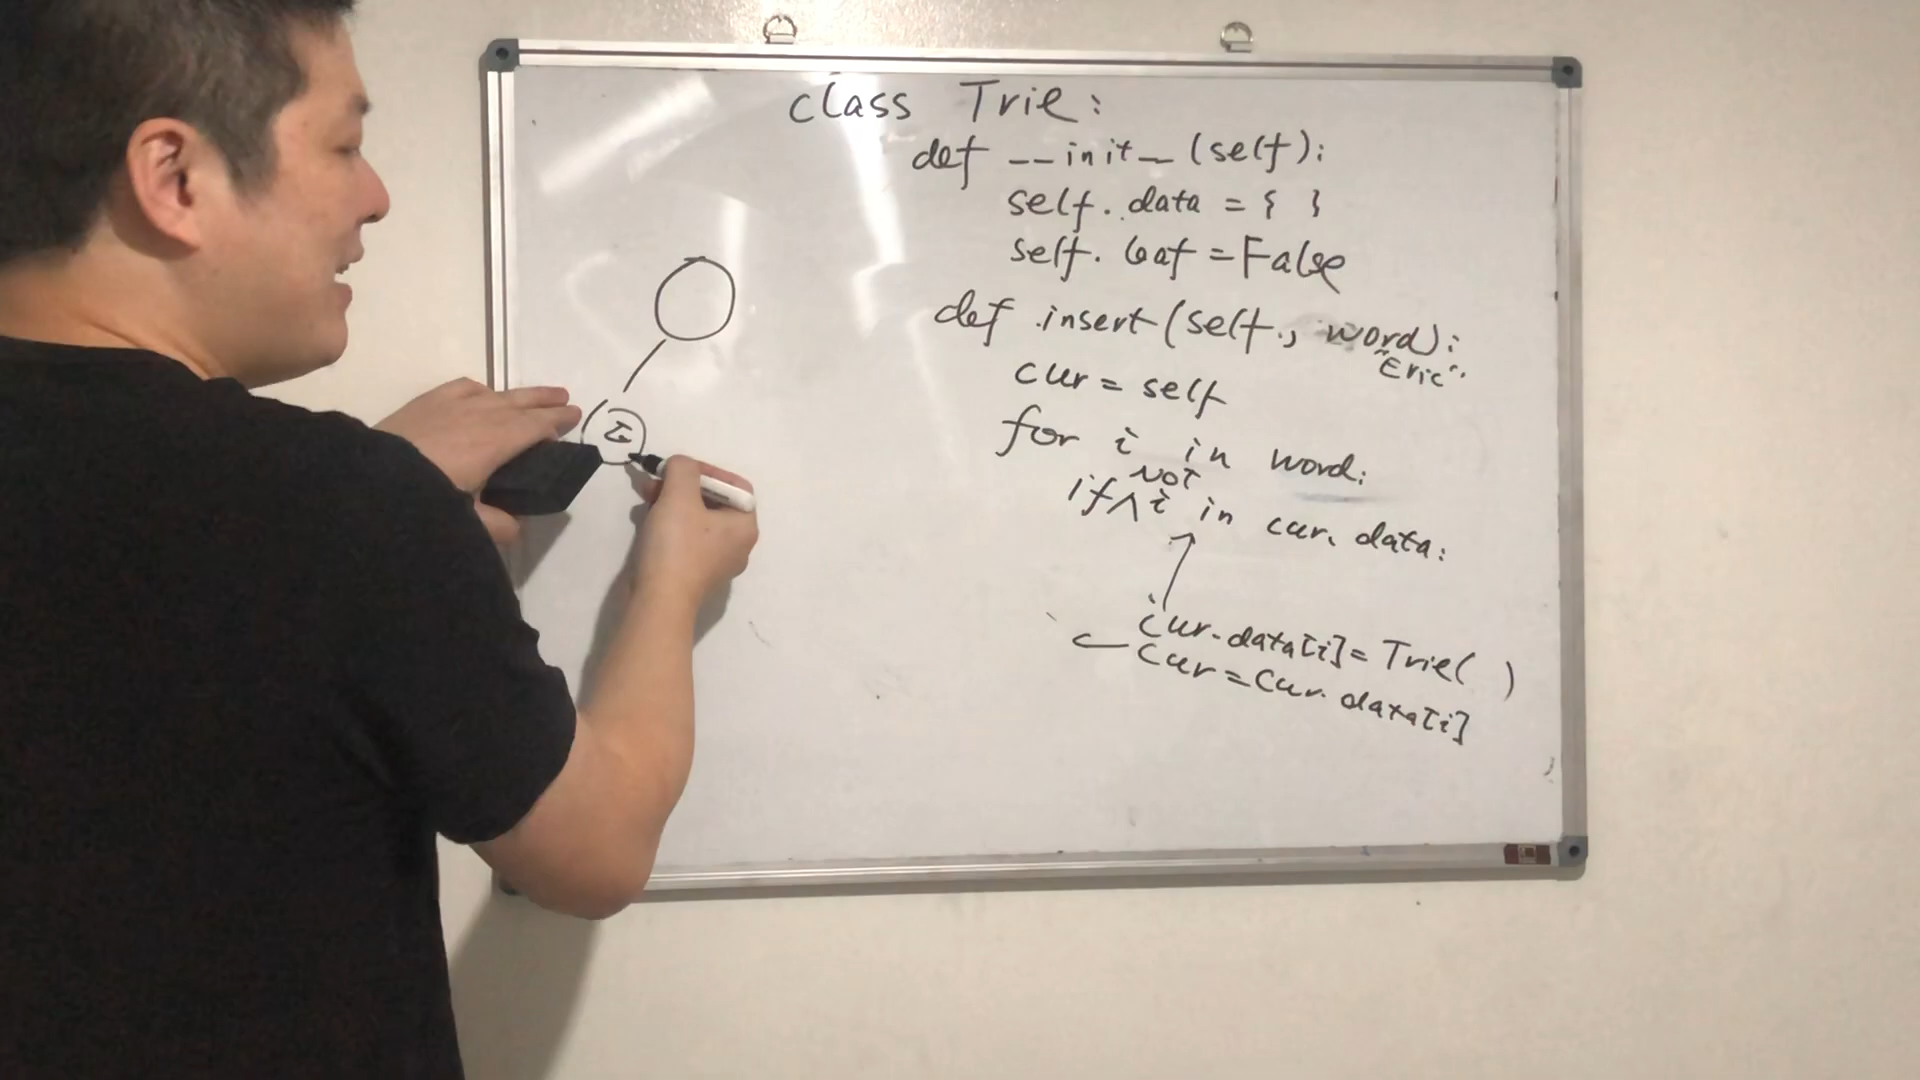 class Trie:
def __init_(self):
self.data = { }
self.leaf = False
def insert(self, word):
"Eric"
cur = self
for i in word:
not
if ^ i in cur.data:
cur.data[i] = Trie( )
cur = cur.data[i]